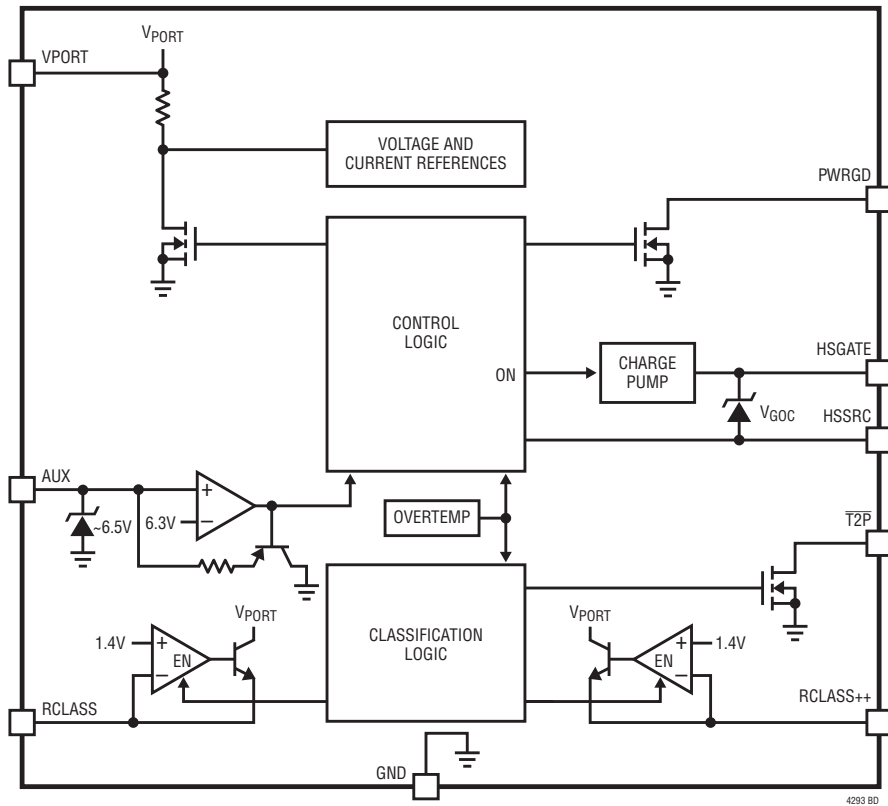 VPORT
VPORT
VOLTAGE AND
CURRENT REFERENCES
PWRGD
CONTROL
LOGIC
ON
CHARGE
PUMP
HSGATE
VGOC
HSSRC
AUX
+
6.3V
−
~6.5V
OVERTEMP
T2P
VPORT
1.4V
+
EN
−
CLASSIFICATION
LOGIC
VPORT
+
1.4V
EN
−
RCLASS
RCLASS++
GND
4293 BD